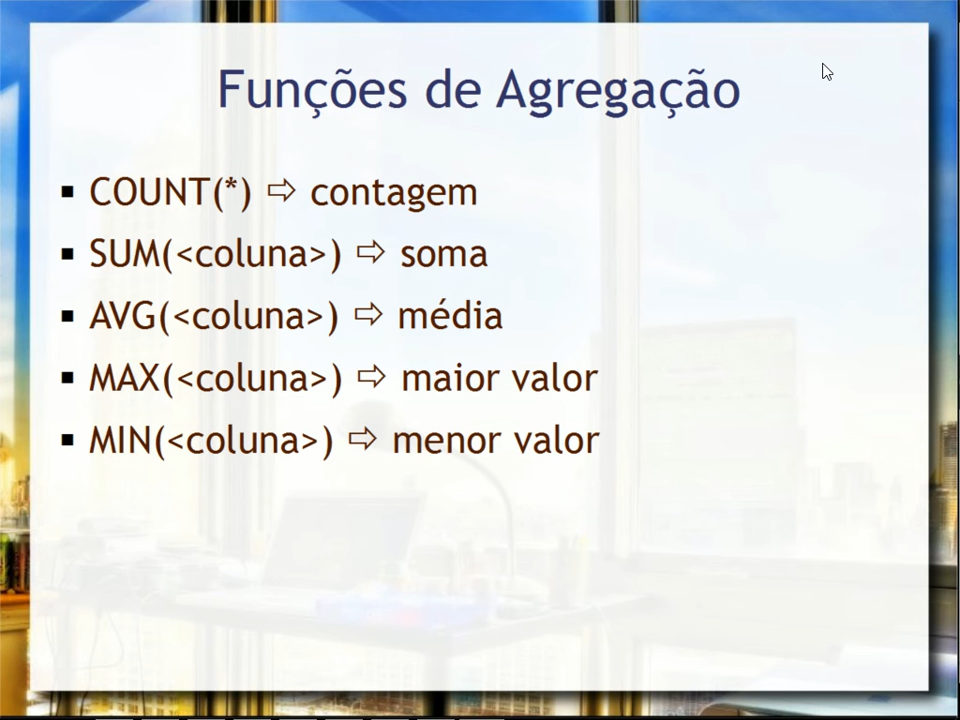 Funções de Agregação
▪ COUNT(*) ⇨ contagem
▪ SUM(<coluna>) ⇨ soma
▪ AVG(<coluna>) ⇨ média
▪ MAX(<coluna>) ⇨ maior valor
▪ MIN(<coluna>) ⇨ menor valor